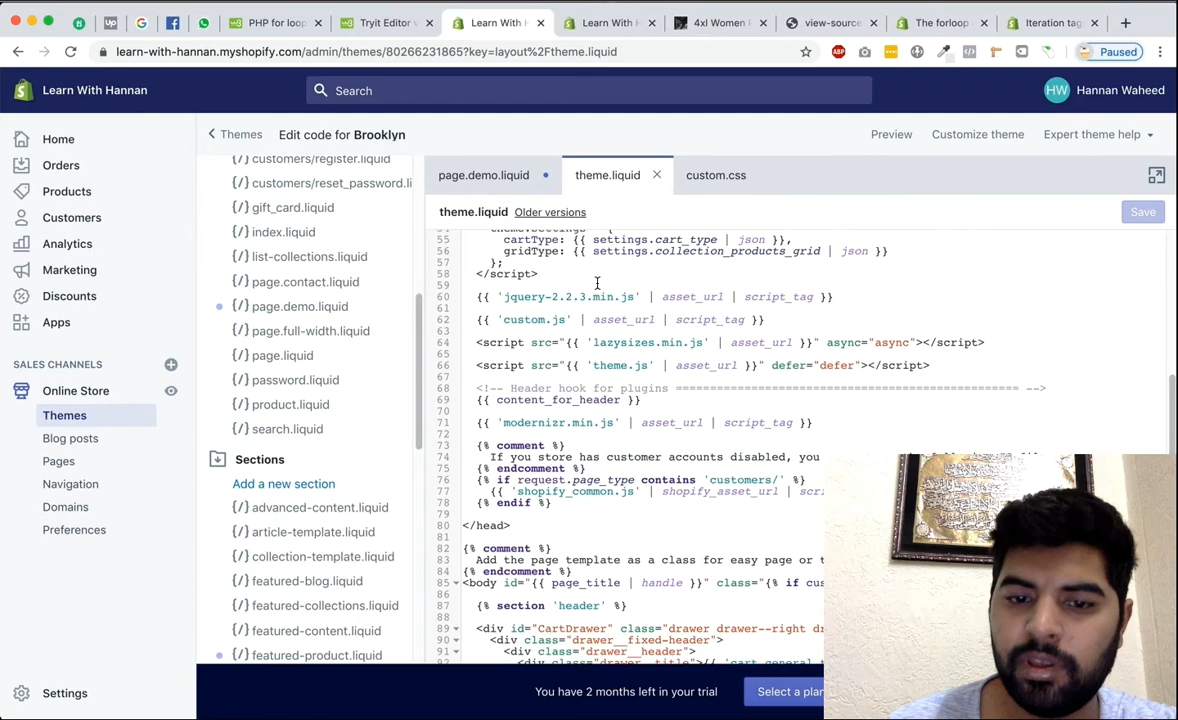 PHP for loop
Tryit Editor v
Learn With H
Learn With H
4xl Women
view-source
The forloop
Iteration tag
learn-with-hannan.myshopify.com/admin/themes/80266231865?key=layout%2Ftheme.liquid
ABP
Paused
Learn With Hannan
Search
HW Hannan Waheed
Home
Orders
Products
Customers
Analytics
Marketing
Discounts
Apps
SALES CHANNELS
Online Store
Themes
Blog posts
Pages
Navigation
Domains
Preferences
Settings
Themes
Edit code for Brooklyn
Preview
Customize theme
Expert theme help
{/} customers/register.liquid
{/} customers/reset_password.li
{/} gift_card.liquid
{/} index.liquid
{/} list-collections.liquid
{/} page.contact.liquid
{/} page.demo.liquid
{/} page.full-width.liquid
{/} page.liquid
{/} password.liquid
{/} product.liquid
{/} search.liquid
Sections
Add a new section
{/} advanced-content.liquid
{/} article-template.liquid
{/} collection-template.liquid
{/} featured-blog.liquid
{/} featured-collections.liquid
{/} featured-content.liquid
{/} featured-product.liquid
page.demo.liquid
theme.liquid
custom.css
theme.liquid Older versions
Save
54 theme.settings = {
55 cartType: {{ settings.cart_type | json }},
56 gridType: {{ settings.collection_products_grid | json }}
57 };
58 </script>
59
60 {{ 'jquery-2.2.3.min.js' | asset_url | script_tag }}
61
62 {{ 'custom.js' | asset_url | script_tag }}
63
64 <script src="{{ 'lazysizes.min.js' | asset_url }}" async="async"></script>
65
66 <script src="{{ 'theme.js' | asset_url }}" defer="defer"></script>
67
68 <!-- Header hook for plugins ================================================== -->
69 {{ content_for_header }}
70
71 {{ 'modernizr.min.js' | asset_url | script_tag }}
72
73 {% comment %}
74 If you store has customer accounts disabled, you
75 {% endcomment %}
76 {% if request.page_type contains 'customers/' %}
77 {{ 'shopify_common.js' | shopify_asset_url | scri
78 {% endif %}
79
80 </head>
81
82 {% comment %}
83 Add the page template as a class for easy page or t
84 {% endcomment %}
85 <body id="{{ page_title | handle }}" class="{% if cus
86
87 {% section 'header' %}
88
89 <div id="CartDrawer" class="drawer drawer--right dr
90 <div class="drawer__fixed-header">
91 <div class="drawer__header">
You have 2 months left in your trial
Select a plan